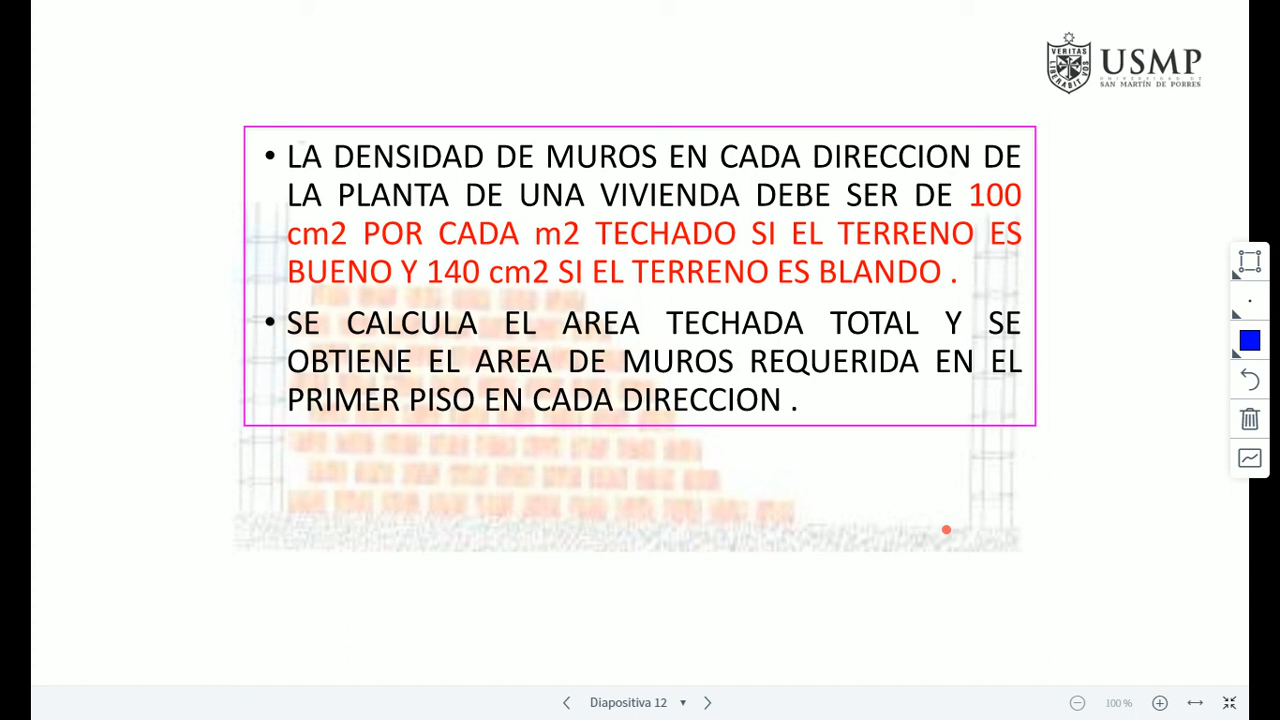 USMP
UNIVERSIDAD DE
SAN MARTÍN DE PORRES
VERITAS
LIBERABIT VOS
• LA DENSIDAD DE MUROS EN CADA DIRECCION DE
LA PLANTA DE UNA VIVIENDA DEBE SER DE 100
cm2 POR CADA m2 TECHADO SI EL TERRENO ES
BUENO Y 140 cm2 SI EL TERRENO ES BLANDO .
• SE CALCULA EL AREA TECHADA TOTAL Y SE
OBTIENE EL AREA DE MUROS REQUERIDA EN EL
PRIMER PISO EN CADA DIRECCION .
Diapositiva 12
100 %